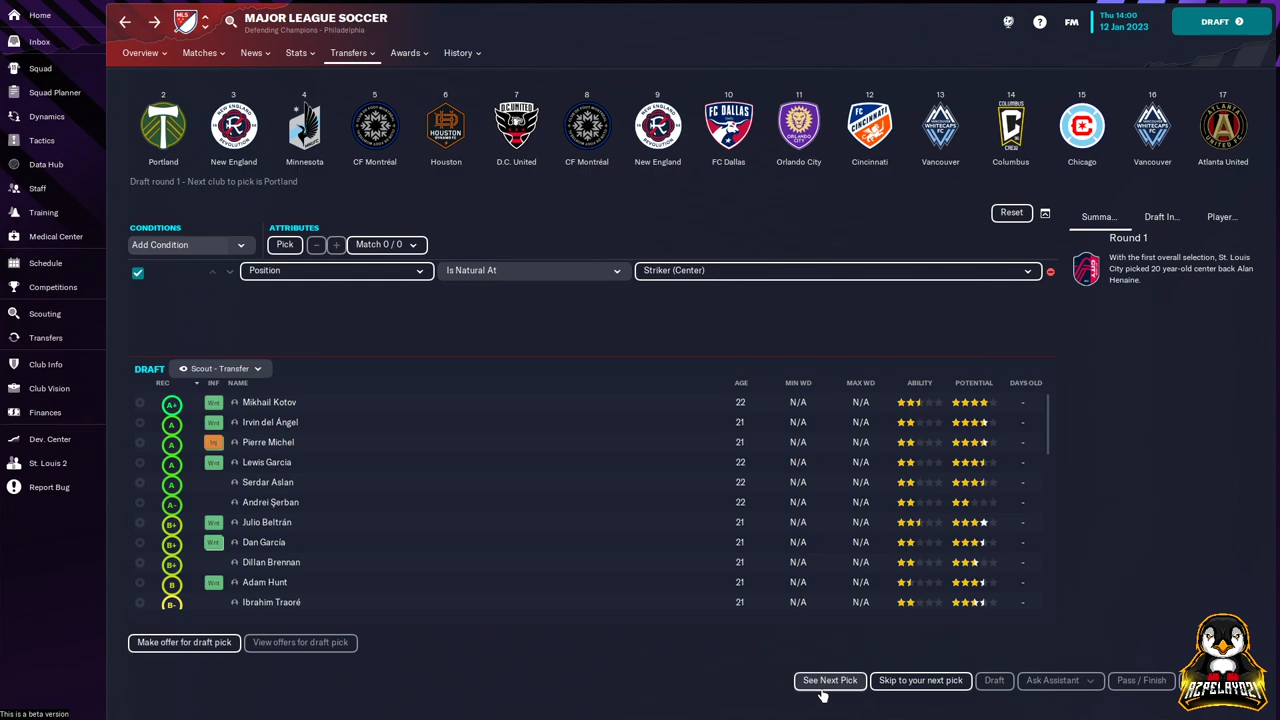 Home
Inbox
Squad
Squad Planner
Dynamics
Tactics
Data Hub
Staff
Training
Medical Center
Schedule
Competitions
Scouting
Transfers
Club Info
Club Vision
Finances
Dev. Center
St. Louis 2
Report Bug
This is a beta version
MAJOR LEAGUE SOCCER
Defending Champions - Philadelphia
FM
Thu 14:00
12 Jan 2023
DRAFT
Overview Matches News Stats Transfers Awards History
2 3 4 5 6 7 8 9 10 11 12 13 14 15 16 17
Portland New England Minnesota CF Montréal Houston D.C. United CF Montréal New England FC Dallas Orlando City Cincinnati Vancouver Columbus Chicago Vancouver Atlanta United
Draft round 1 - Next club to pick is Portland
Reset
CONDITIONS ATTRIBUTES
Add Condition Pick Match 0 / 0
Position Is Natural At Striker (Center)
Summa... Draft In... Player...
Round 1
With the first overall selection, St. Louis
City picked 20 year-old center back Alan
Henaine.
DRAFT Scout - Transfer
REC INF NAME AGE MIN WD MAX WD ABILITY POTENTIAL DAYS OLD
A+ Wnt Mikhail Kotov 22 N/A N/A -
A Wnt Irvin del Ángel 21 N/A N/A -
A Inj Pierre Michel 21 N/A N/A -
A Wnt Lewis Garcia 22 N/A N/A -
A Serdar Aslan 22 N/A N/A -
A- Andrei Șerban 22 N/A N/A -
B+ Wnt Julio Beltrán 21 N/A N/A -
B+ Wnt Dan García 21 N/A N/A -
B+ Dillan Brennan 21 N/A N/A -
B Wnt Adam Hunt 21 N/A N/A -
B- Ibrahim Traoré 21 N/A N/A -
Make offer for draft pick View offers for draft pick
See Next Pick Skip to your next pick Draft Ask Assistant Pass / Finish